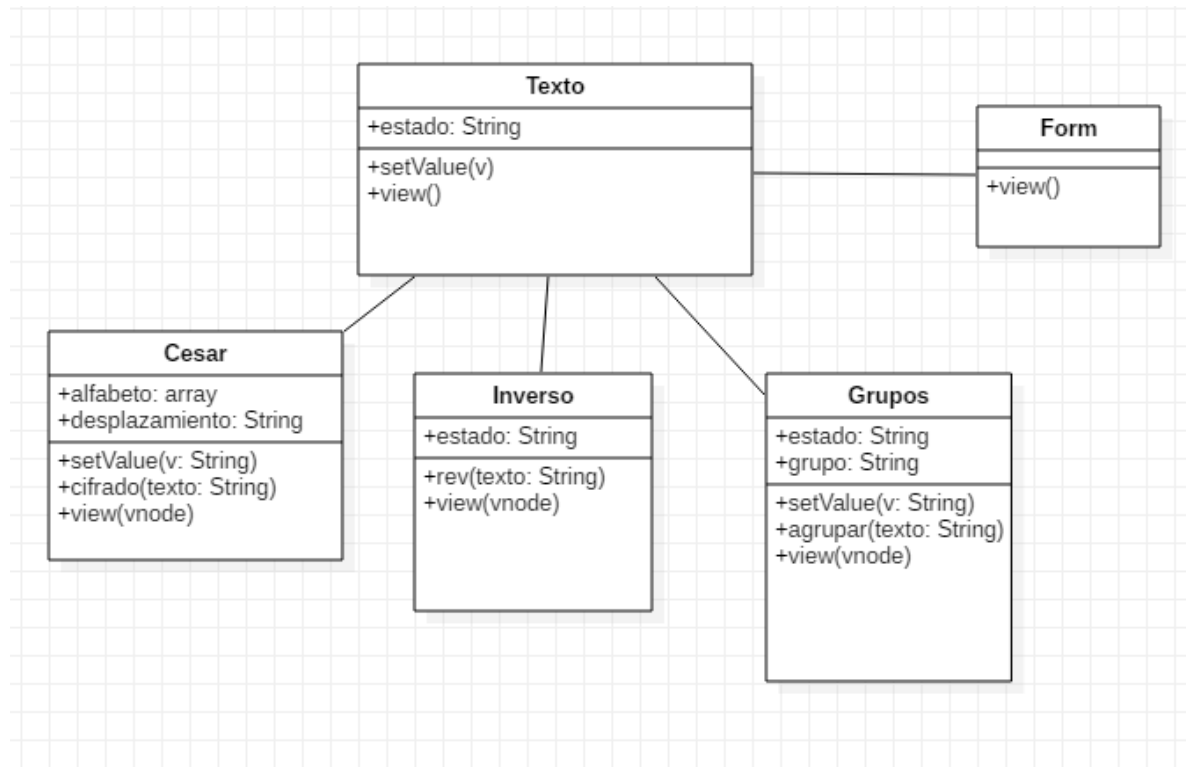 Texto
+estado: String
+setValue(v)
+view()
Form
+view()
Cesar
+alfabeto: array
+desplazamiento: String
+setValue(v: String)
+cifrado(texto: String)
+view(vnode)
Inverso
+estado: String
+rev(texto: String)
+view(vnode)
Grupos
+estado: String
+grupo: String
+setValue(v: String)
+agrupar(texto: String)
+view(vnode)